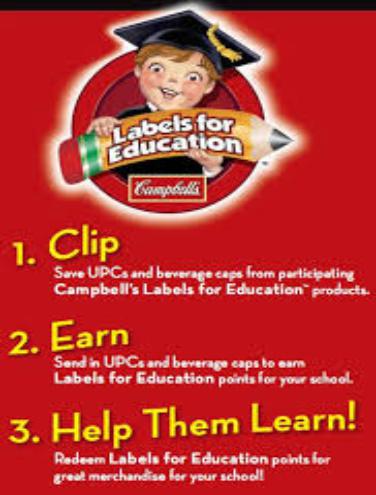 Labels for
Education
Campbell's
1. Clip
Save UPCs and beverage caps from participating
Campbell's Labels for Education™ products.
2. Earn
Send in UPCs and beverage caps to earn
Labels for Education points for your school.
3. Help Them Learn!
Redeem Labels for Education points for
great merchandise for your school!